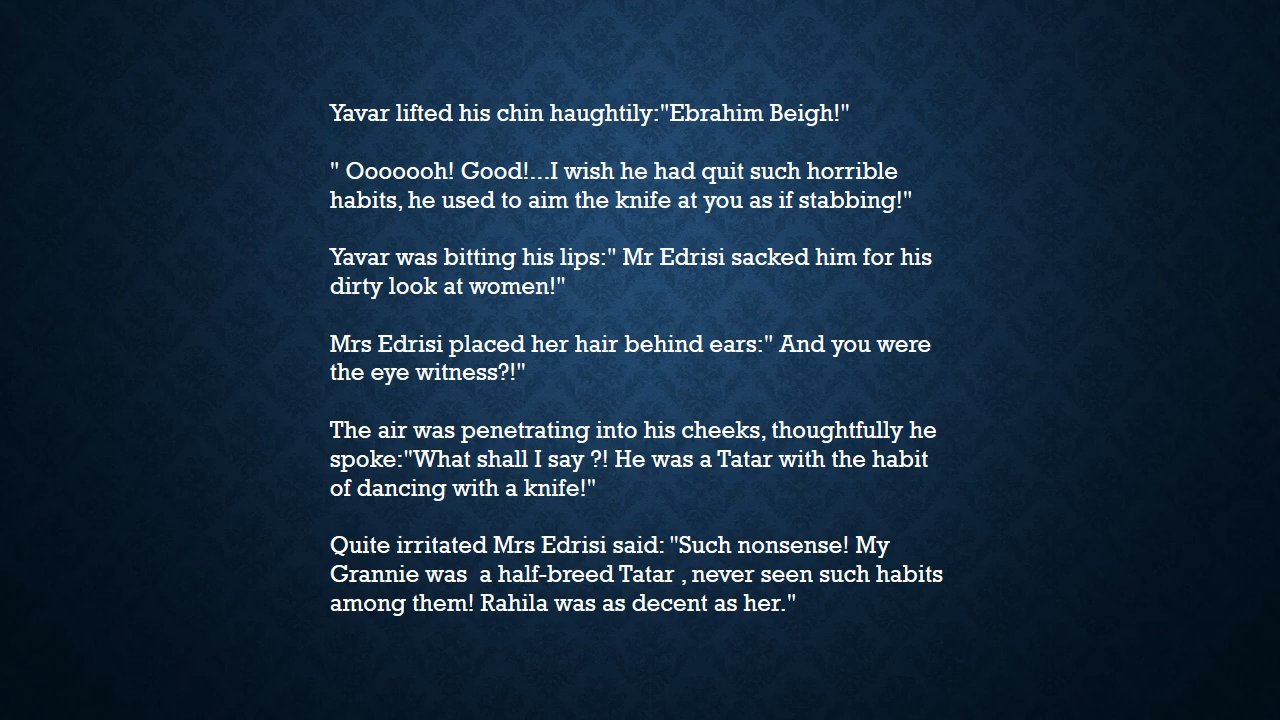 Yavar lifted his chin haughtily:"Ebrahim Beigh!"
" Ooooooh! Good!...I wish he had quit such horrible
habits, he used to aim the knife at you as if stabbing!"
Yavar was bitting his lips:" Mr Edrisi sacked him for his
dirty look at women!"
Mrs Edrisi placed her hair behind ears:" And you were
the eye witness?!"
The air was penetrating into his cheeks, thoughtfully he
spoke:"What shall I say ?! He was a Tatar with the habit
of dancing with a knife!"
Quite irritated Mrs Edrisi said: "Such nonsense! My
Grannie was  a half-breed Tatar , never seen such habits
among them! Rahila was as decent as her."